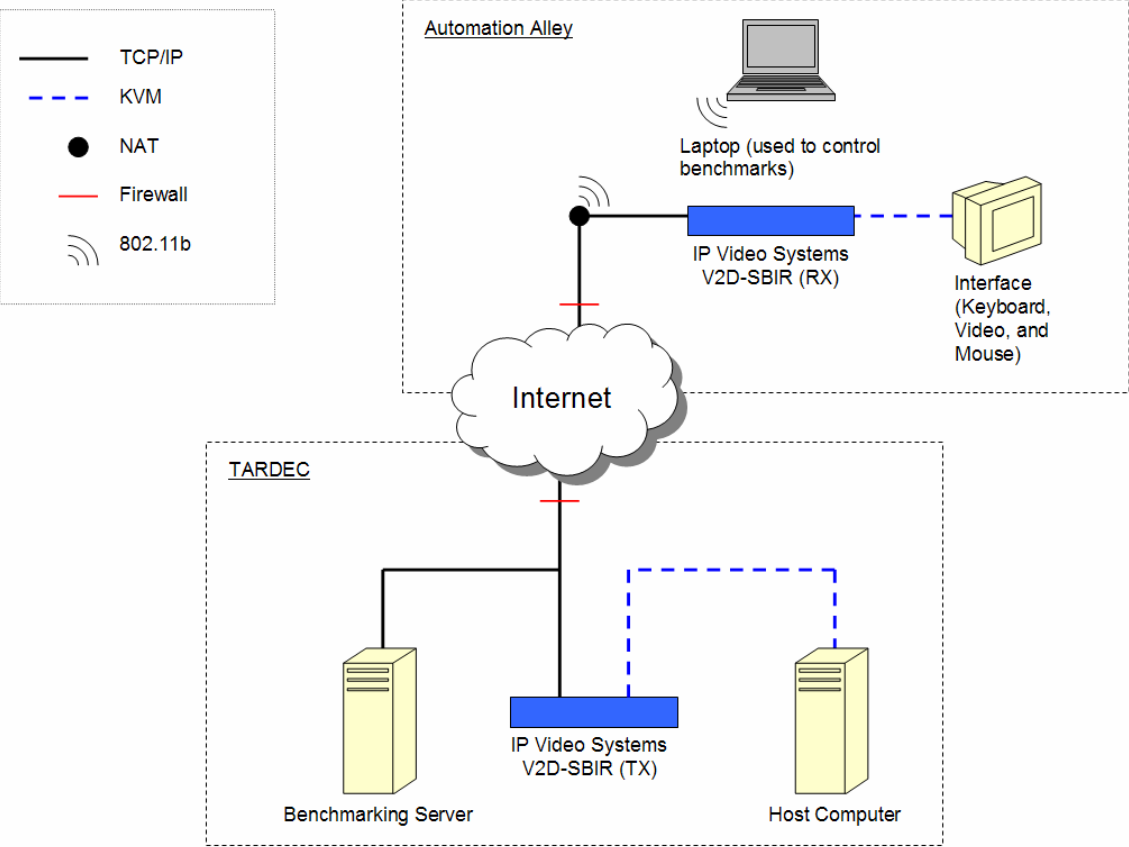 TCP/IP
KVM
NAT
Firewall
802.11b
Automation Alley
Laptop (used to control
benchmarks)
IP Video Systems
V2D-SBIR (RX)
Interface
(Keyboard,
Video, and
Mouse)
Internet
TARDEC
IP Video Systems
V2D-SBIR (TX)
Benchmarking Server
Host Computer